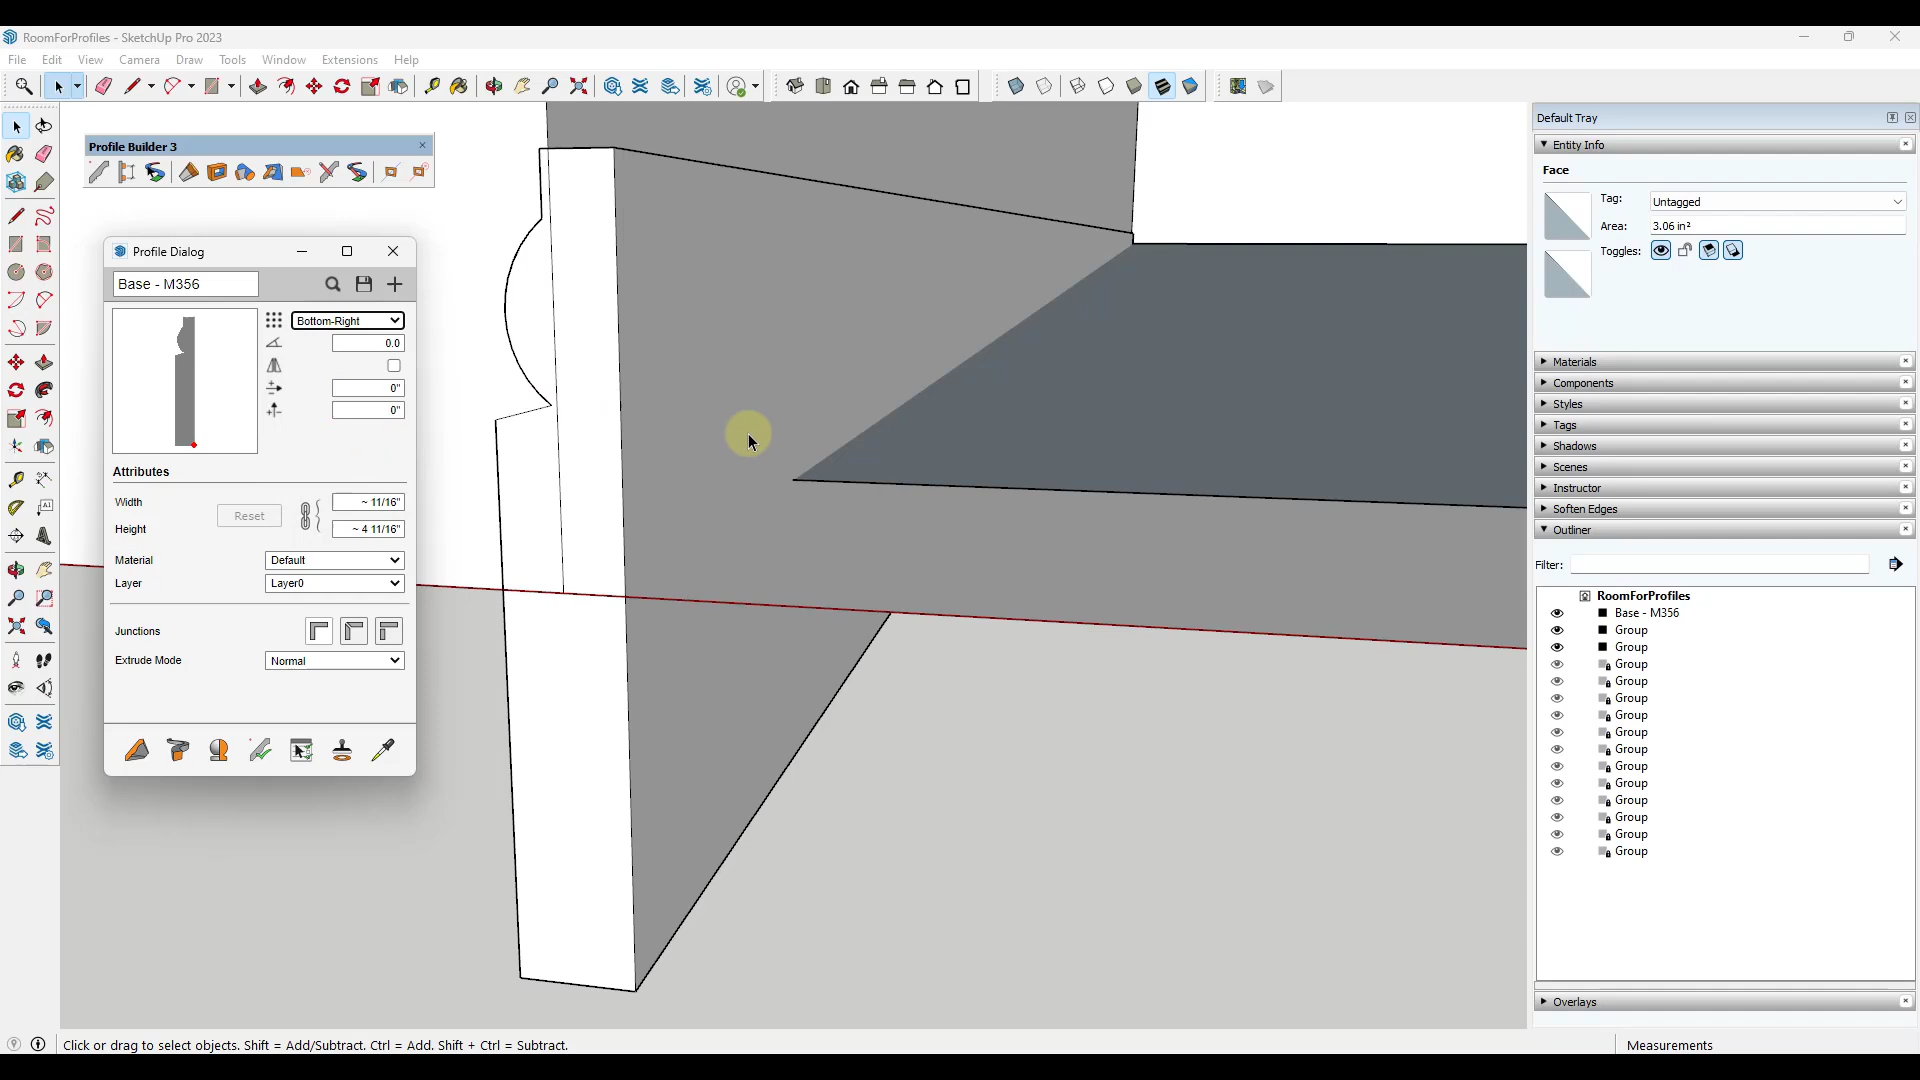 RoomForProfiles - SketchUp Pro 2023
File Edit View Camera Draw Tools Window Extensions Help
Profile Builder 3
Profile Dialog
Base - M356
Bottom-Right
0.0
0"
0"
Attributes
Width
~ 11/16"
Reset
Height
~ 4 11/16"
Material
Default
Layer
Layer0
Junctions
Extrude Mode
Normal
Default Tray
Entity Info
Face
Tag:
Untagged
Area:
3.06 in²
Toggles:
Materials
Components
Styles
Tags
Shadows
Scenes
Instructor
Soften Edges
Outliner
Filter:
RoomForProfiles
Base - M356
Group
Group
Group
Group
Group
Group
Group
Group
Group
Group
Group
Group
Group
Group
Overlays
Click or drag to select objects. Shift = Add/Subtract. Ctrl = Add. Shift + Ctrl = Subtract.
Measurements